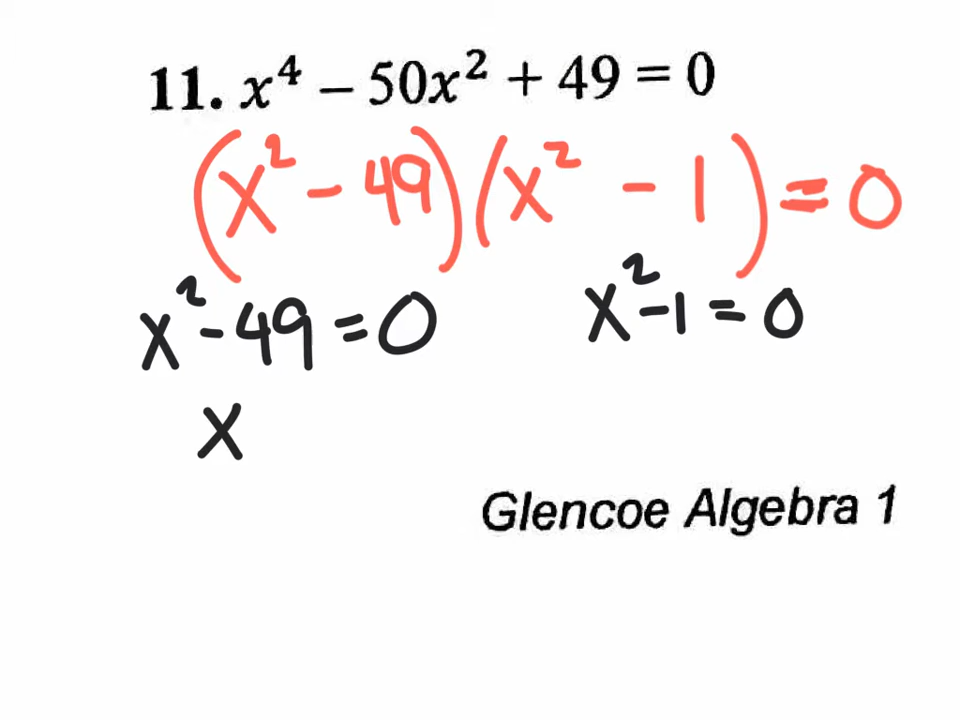 11. x⁴ − 50x² + 49 = 0
(x² - 49)(x² - 1) = 0
x² - 49 = 0 x² - 1 = 0
x
Glencoe Algebra 1